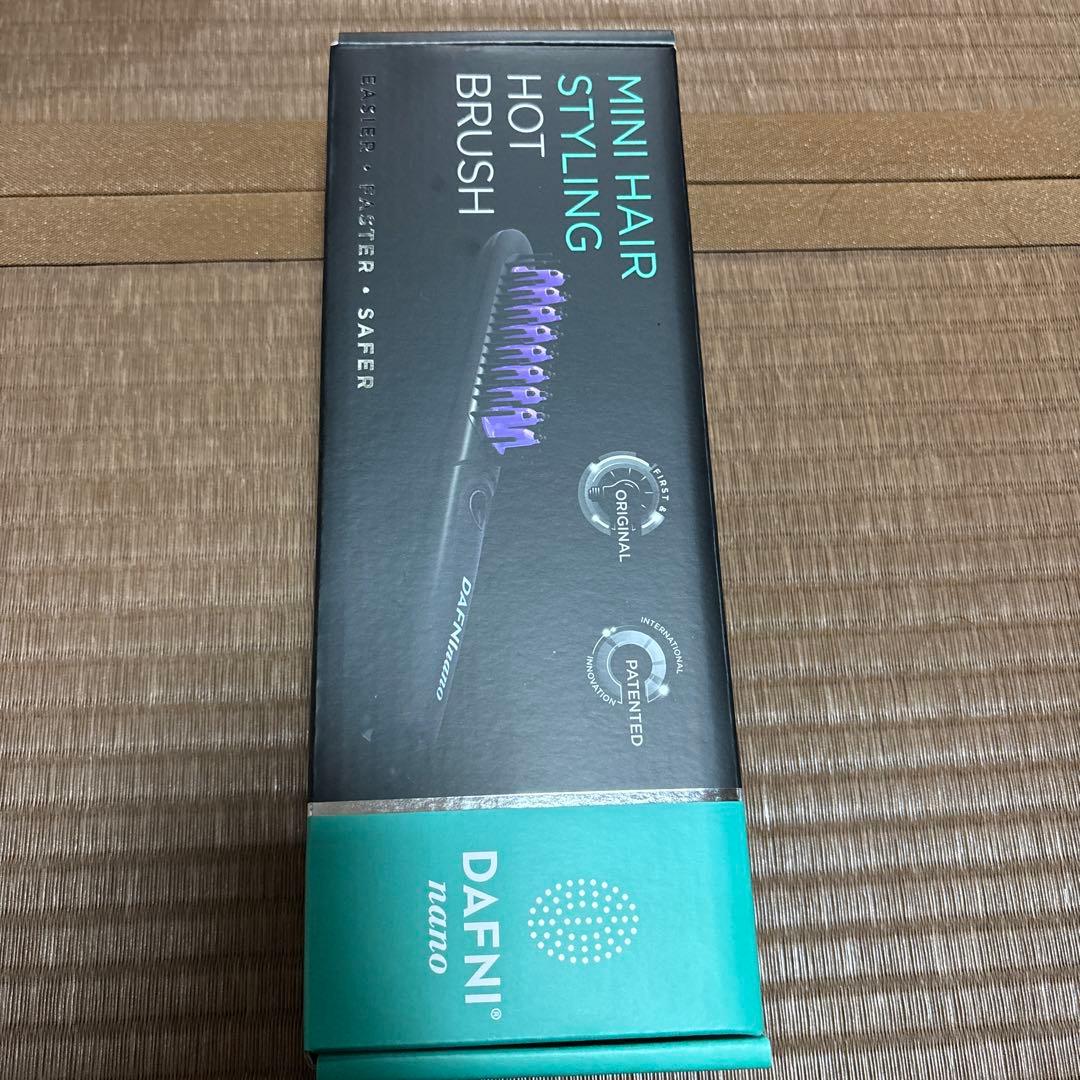 MINI HAIR
STYLING
HOT
BRUSH
EASIER • FASTER • SAFER
FIRST &
ORIGINAL
INTERNATIONAL
PATENTED
INNOVATION
DAFNInano
DAFNI®
nano